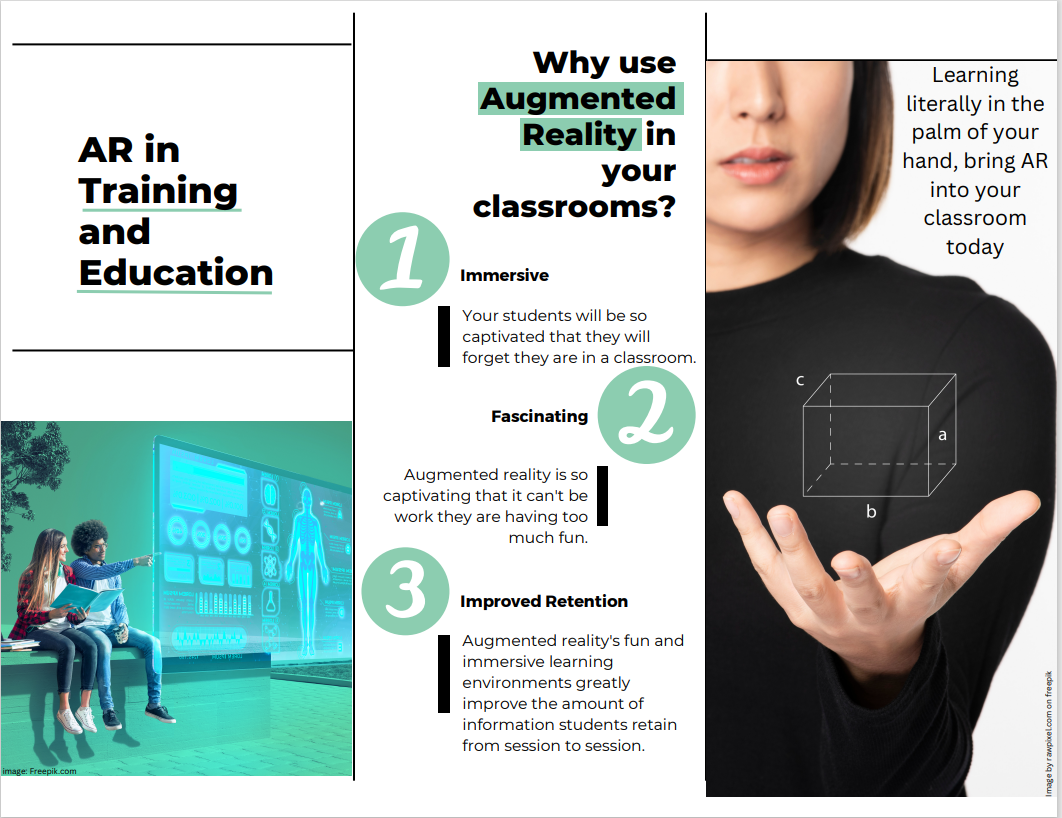 AR in
Training
and
Education
image: Freepik.com
Why use
Augmented
Reality in
your
classrooms?
1
Immersive
Your students will be so
captivated that they will
forget they are in a classroom.
2
Fascinating
Augmented reality is so
captivating that it can't be
work they are having too
much fun.
3
Improved Retention
Augmented reality's fun and
immersive learning
environments greatly
improve the amount of
information students retain
from session to session.
Learning
literally in the
palm of your
hand, bring AR
into your
classroom
today
c
a
b
Image by rawpixel.com on freepik